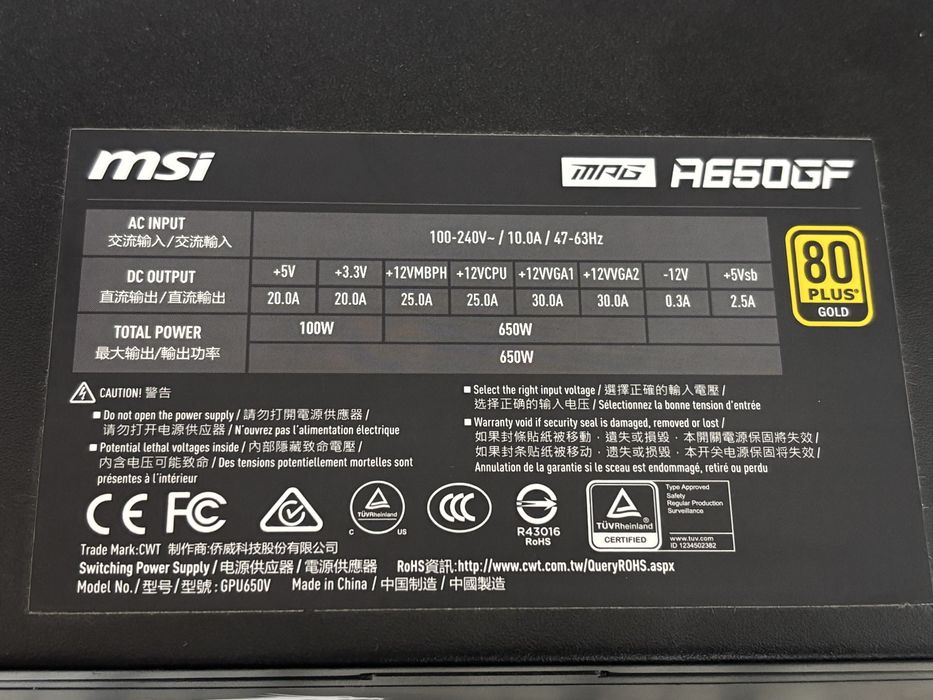 msi MPG A650GF
AC INPUT 交流输入/交流輸入 100-240V~ / 10.0A / 47-63Hz
DC OUTPUT 直流输出/直流輸出 +5V +3.3V +12VMBPH +12VCPU +12VVGA1 +12VVGA2 -12V +5Vsb
20.0A 20.0A 25.0A 25.0A 30.0A 30.0A 0.3A 2.5A
TOTAL POWER 最大输出/輸出功率 100W 650W
650W
80
PLUS®
GOLD
CAUTION! 警告
Do not open the power supply / 請勿打開電源供應器 /
请勿打开电源供应器 / N'ouvrez pas l'alimentation électrique
Potential lethal voltages inside / 內部隱藏致命電壓 /
内含电压可能致命 / Des tensions potentiellement mortelles sont
présentes à l'intérieur
Select the right input voltage / 選擇正確的輸入電壓 /
选择正确的输入电压 / Sélectionnez la bonne tension d'entrée
Warranty void if security seal is damaged, removed or lost /
如果封條貼紙被移動，遺失或損毀，本開關電源保固將失效 /
如果封条贴纸被移动，遗失或损毁，本开关电源保固将失效 /
Annulation de la garantie si le sceau est endommagé, retiré ou perdu
CE FC
TÜVRheinland
C US
CCC
R43016
RoHS
TÜVRheinland®
CERTIFIED
Type Approved
Safety
Regular Production
Surveillance
www.tuv.com
ID 1234502382
Trade Mark:CWT 制作商:侨威科技股份有限公司
Switching Power Supply / 电源供应器 / 電源供應器 RoHS資訊:http://www.cwt.com.tw/QueryROHS.aspx
Model No./型号/型號: GPU650V Made in China / 中国制造 / 中國製造